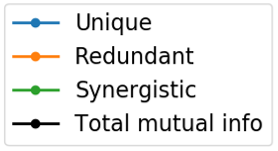 Unique
Redundant
Synergistic
Total mutual info